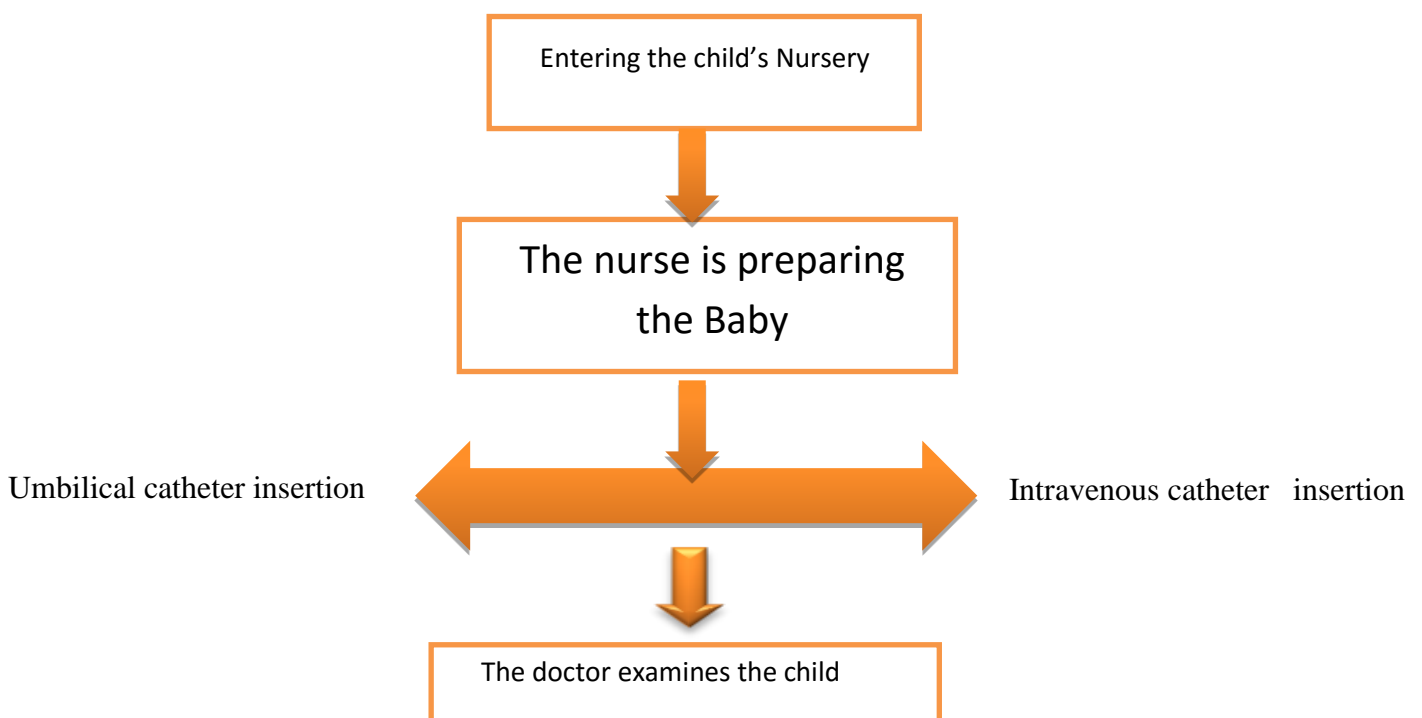 Entering the child’s Nursery
The nurse is preparing
the Baby
Umbilical catheter insertion
Intravenous catheter insertion
The doctor examines the child